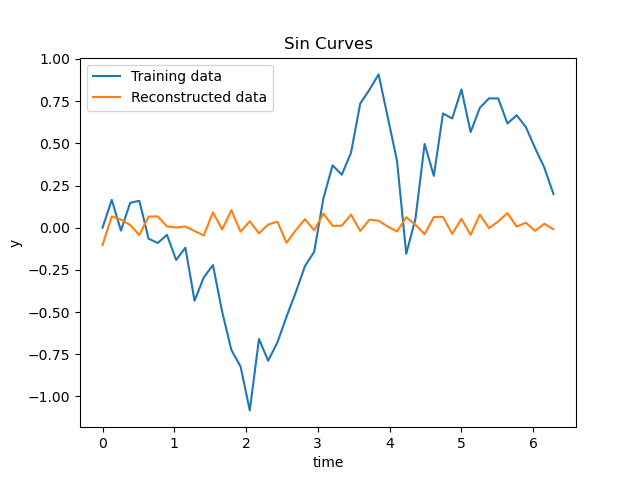 Sin Curves
Training data
Reconstructed data
1.00
0.75
0.50
0.25
0.00
−0.25
−0.50
−0.75
−1.00
y
0 1 2 3 4 5 6
time